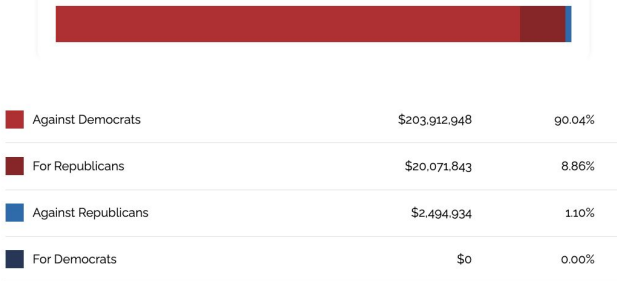 Against Democrats $203,912,948 90.04%
For Republicans $20,071,843 8.86%
Against Republicans $2,494,934 1.10%
For Democrats $0 0.00%